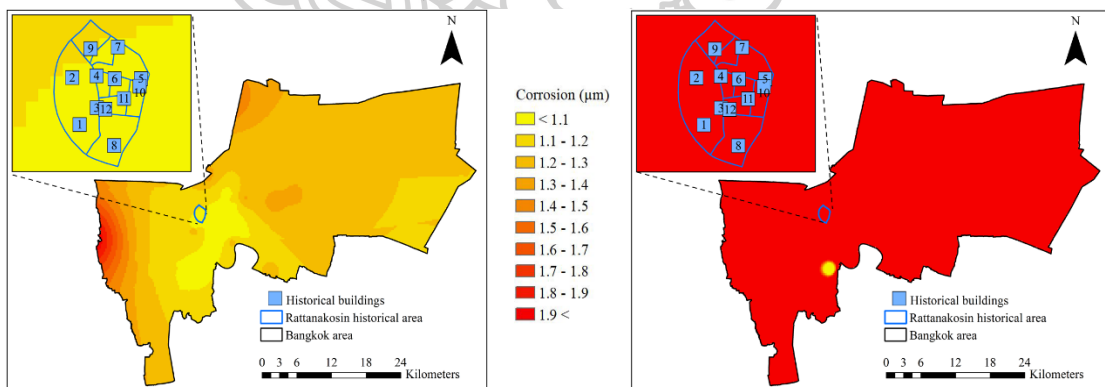 N
9 7
2 4 6 5
10
11
3 12
1
8
Historical buildings
Rattanakosin historical area
Bangkok area
0 3 6 12 18 24
Kilometers
Corrosion (µm)
< 1.1
1.1 - 1.2
1.2 - 1.3
1.3 - 1.4
1.4 - 1.5
1.5 - 1.6
1.6 - 1.7
1.7 - 1.8
1.8 - 1.9
1.9 <
N
9 7
2 4 6 5
10
11
3 12
1
8
Historical buildings
Rattanakosin historical area
Bangkok area
0 3 6 12 18 24
Kilometers